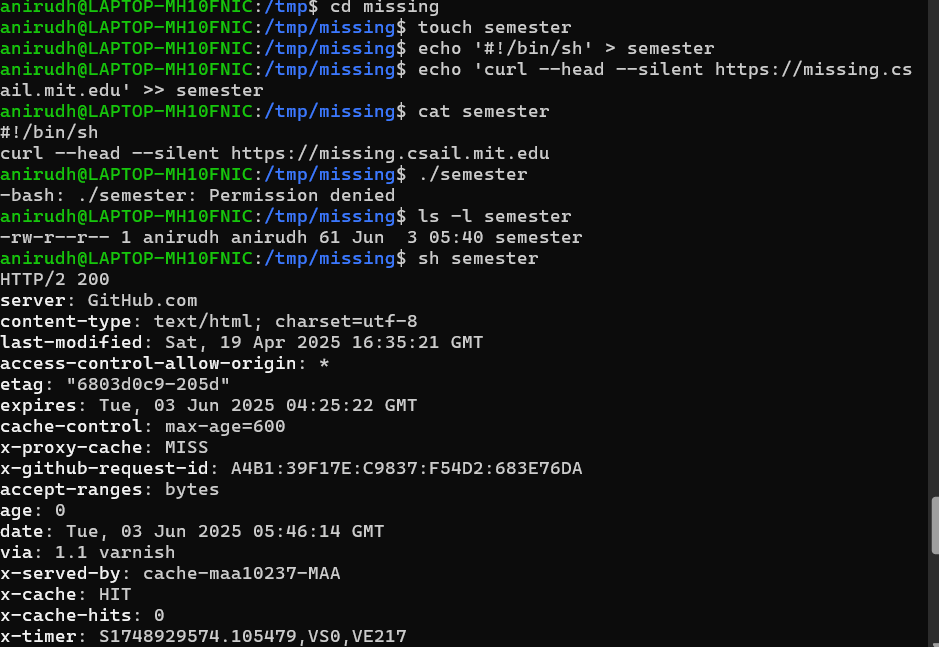 anirudh@LAPTOP-MH10FNIC:/tmp$ cd missing
anirudh@LAPTOP-MH10FNIC:/tmp/missing$ touch semester
anirudh@LAPTOP-MH10FNIC:/tmp/missing$ echo '#!/bin/sh' > semester
anirudh@LAPTOP-MH10FNIC:/tmp/missing$ echo 'curl --head --silent https://missing.cs
ail.mit.edu' >> semester
anirudh@LAPTOP-MH10FNIC:/tmp/missing$ cat semester
#!/bin/sh
curl --head --silent https://missing.csail.mit.edu
anirudh@LAPTOP-MH10FNIC:/tmp/missing$ ./semester
-bash: ./semester: Permission denied
anirudh@LAPTOP-MH10FNIC:/tmp/missing$ ls -l semester
-rw-r--r-- 1 anirudh anirudh 61 Jun  3 05:40 semester
anirudh@LAPTOP-MH10FNIC:/tmp/missing$ sh semester
HTTP/2 200
server: GitHub.com
content-type: text/html; charset=utf-8
last-modified: Sat, 19 Apr 2025 16:35:21 GMT
access-control-allow-origin: *
etag: "6803d0c9-205d"
expires: Tue, 03 Jun 2025 04:25:22 GMT
cache-control: max-age=600
x-proxy-cache: MISS
x-github-request-id: A4B1:39F17E:C9837:F54D2:683E76DA
accept-ranges: bytes
age: 0
date: Tue, 03 Jun 2025 05:46:14 GMT
via: 1.1 varnish
x-served-by: cache-maa10237-MAA
x-cache: HIT
x-cache-hits: 0
x-timer: S1748929574.105479,VS0,VE217